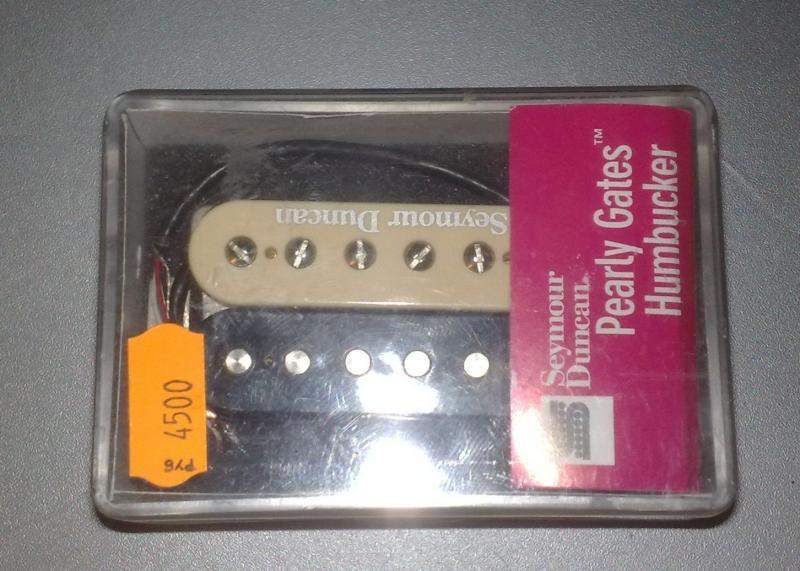 Seymour Duncan
Seymour
Duncan®
Pearly Gates™
Humbucker
4500
РУБ